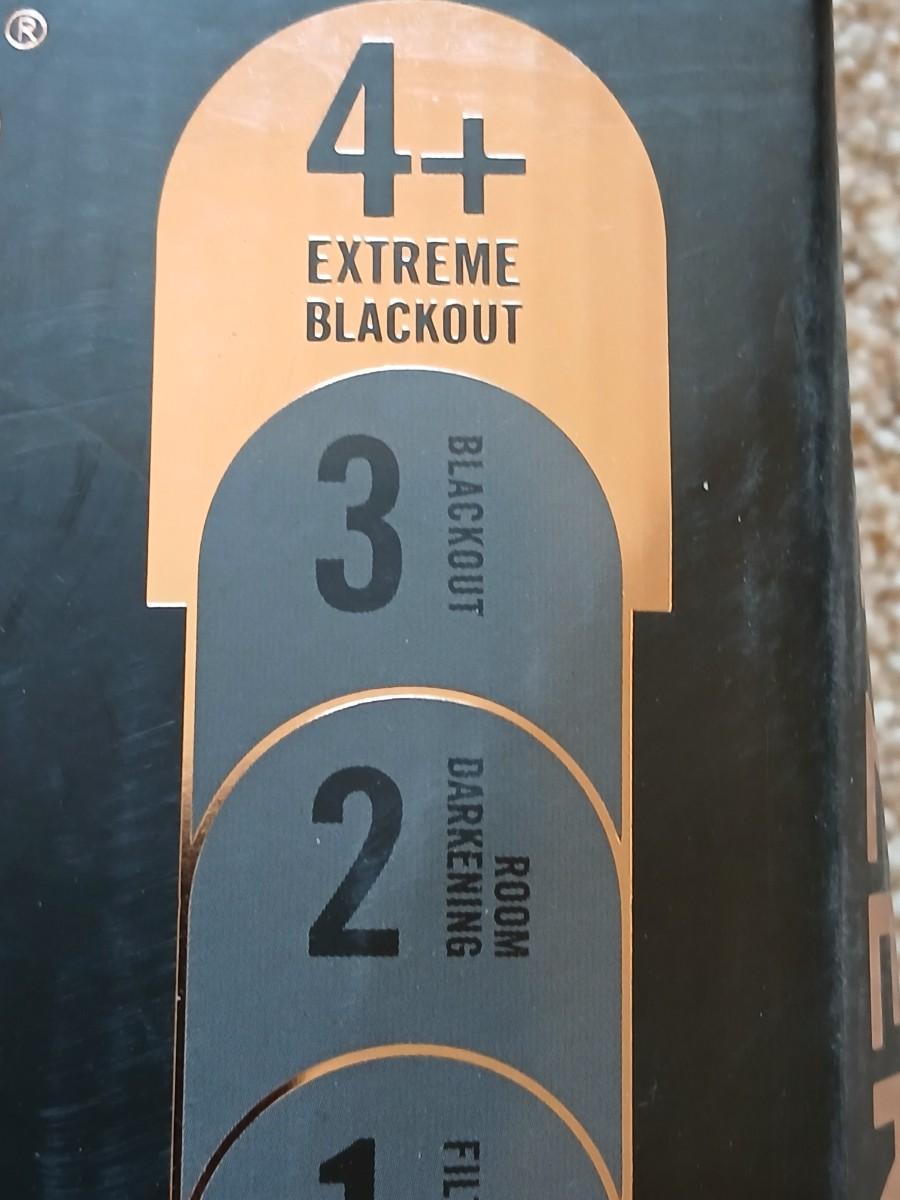 ®
4+
EXTREME
BLACKOUT
3
BLACKOUT
2
ROOM
DARKENING
1